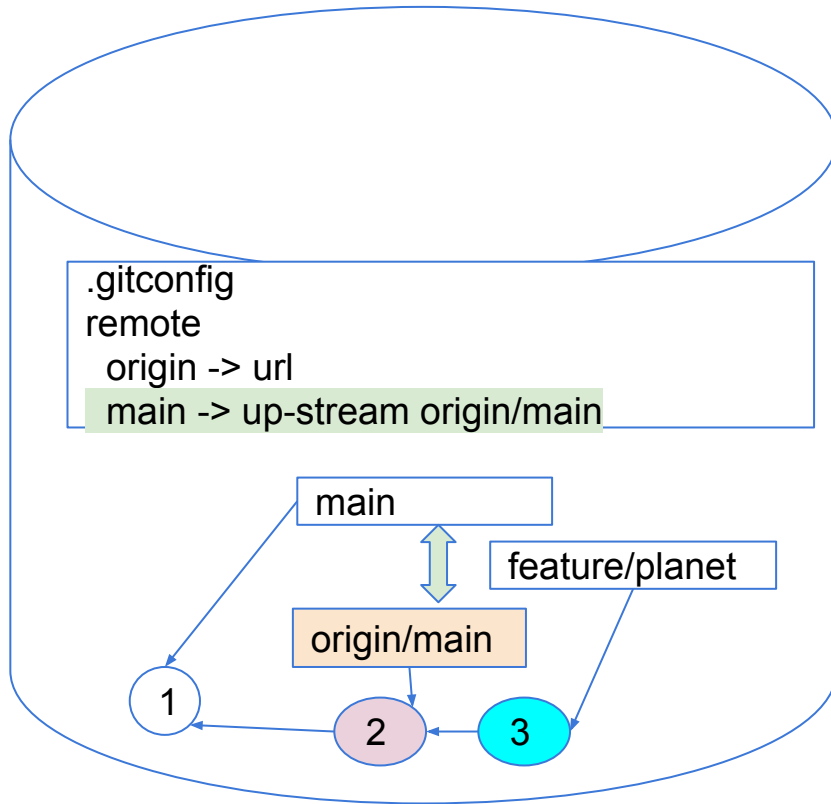 .gitconfig
remote
origin -> url
main -> up-stream origin/main
main
feature/planet
origin/main
1
2
3